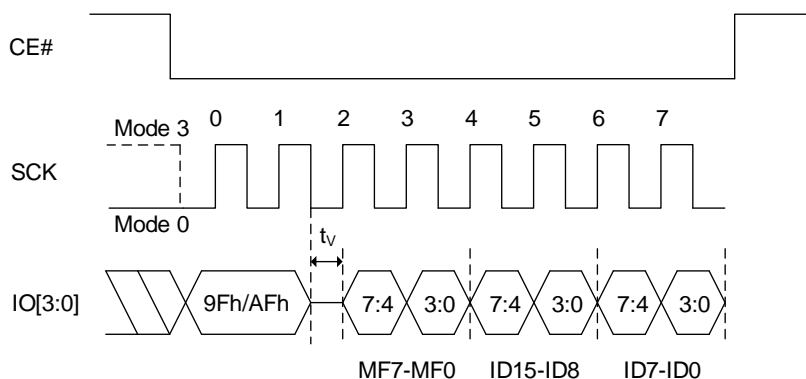 CE#
Mode 3 0 1 2 3 4 5 6 7
SCK
Mode 0
tV
IO[3:0] 9Fh/AFh 7:4 3:0 7:4 3:0 7:4 3:0
MF7-MF0 ID15-ID8 ID7-ID0